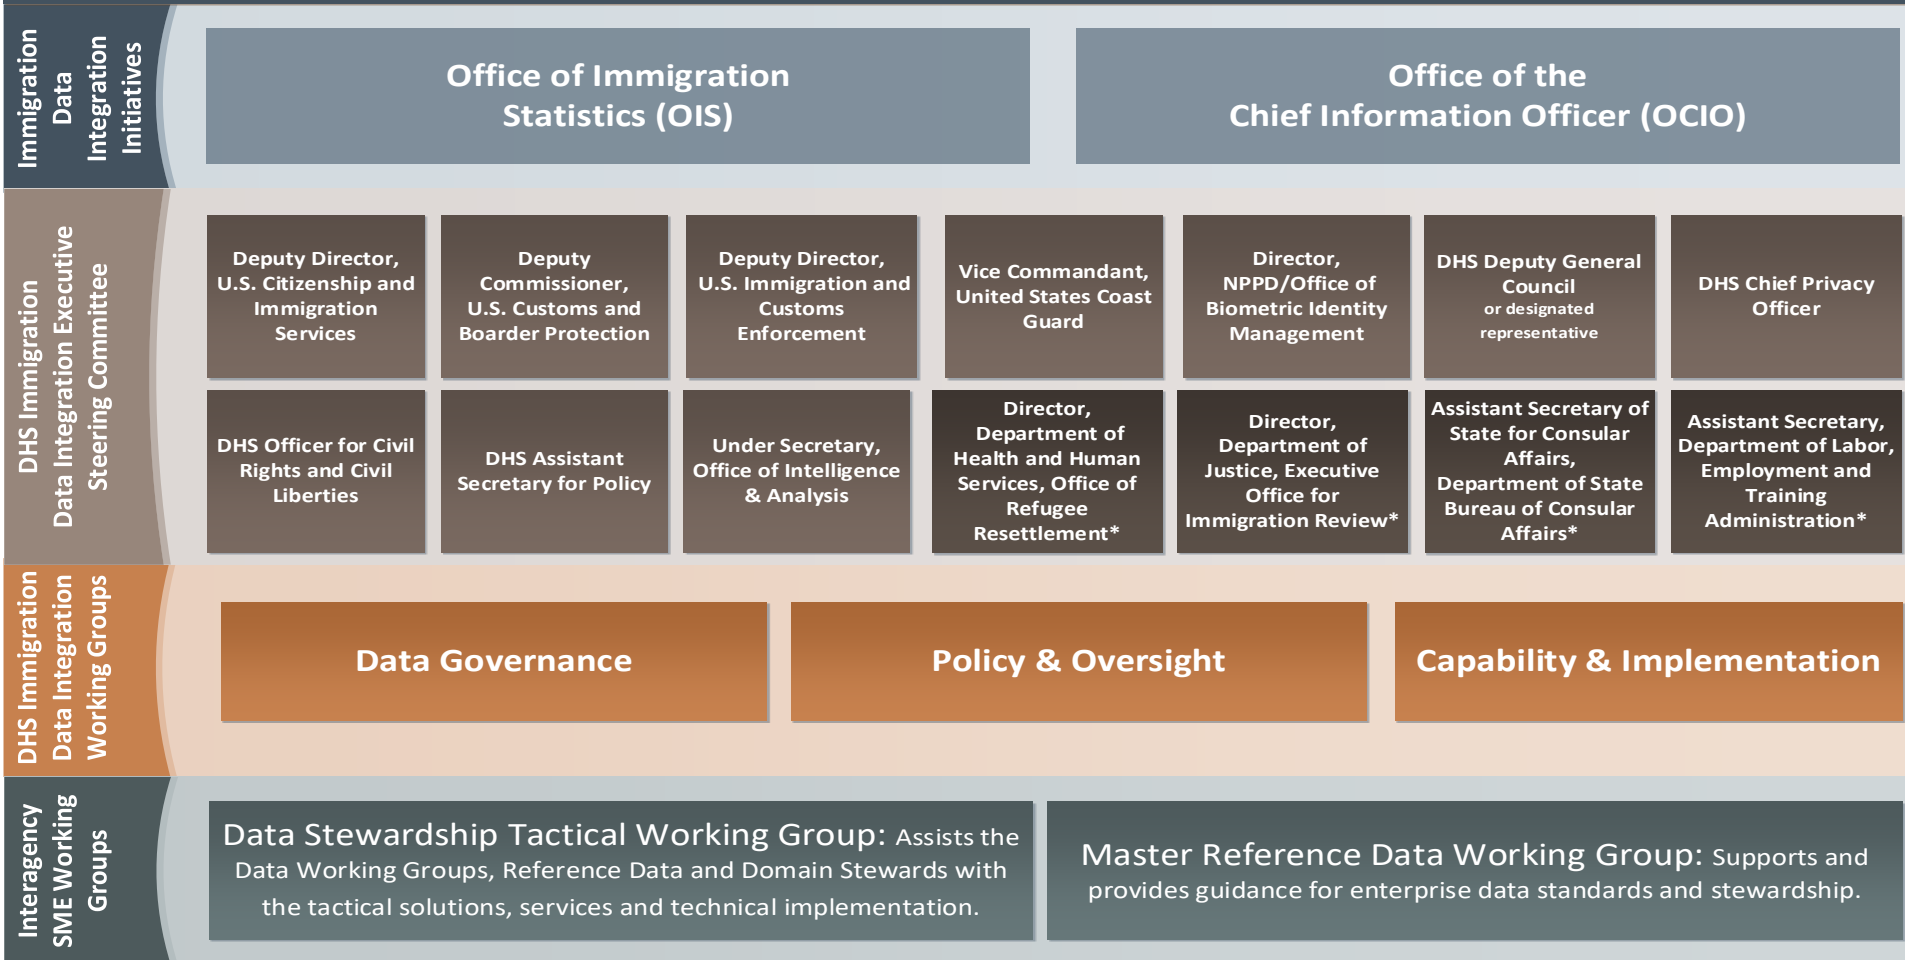 Immigration
Data
Integration
Initiatives
Office of Immigration
Statistics (OIS)
Office of the
Chief Information Officer (OCIO)
DHS Immigration
Data Integration Executive
Steering Committee
Deputy Director,
U.S. Citizenship and
Immigration
Services
Deputy
Commissioner,
U.S. Customs and
Boarder Protection
Deputy Director,
U.S. Immigration and
Customs
Enforcement
Vice Commandant,
United States Coast
Guard
Director,
NPPD/Office of
Biometric Identity
Management
DHS Deputy General
Council
or designated
representative
DHS Chief Privacy
Officer
DHS Officer for Civil
Rights and Civil
Liberties
DHS Assistant
Secretary for Policy
Under Secretary,
Office of Intelligence
& Analysis
Director,
Department of
Health and Human
Services, Office of
Refugee
Resettlement*
Director,
Department of
Justice, Executive
Office for
Immigration Review*
Assistant Secretary of
State for Consular
Affairs,
Department of State
Bureau of Consular
Affairs*
Assistant Secretary,
Department of Labor,
Employment and
Training
Administration*
DHS Immigration
Data Integration
Working Groups
Data Governance
Policy & Oversight
Capability & Implementation
Interagency
SME Working
Groups
Data Stewardship Tactical Working Group: Assists the
Data Working Groups, Reference Data and Domain Stewards with
the tactical solutions, services and technical implementation.
Master Reference Data Working Group: Supports and
provides guidance for enterprise data standards and stewardship.